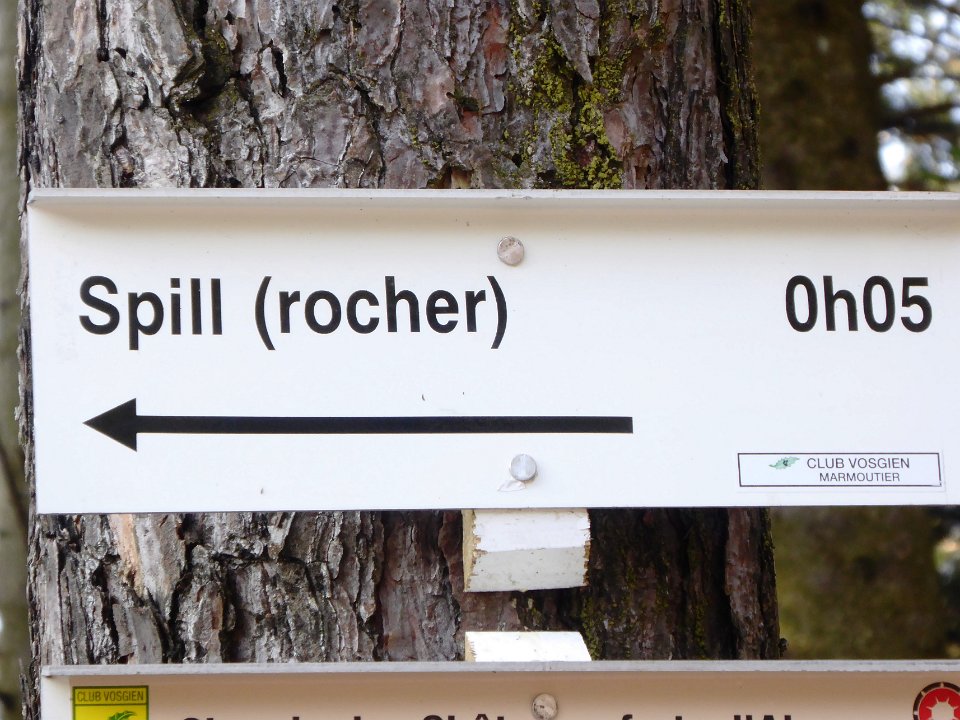 Spill (rocher) 0h05
CLUB VOSGIEN
MARMOUTIER
CLUB VOSGIEN